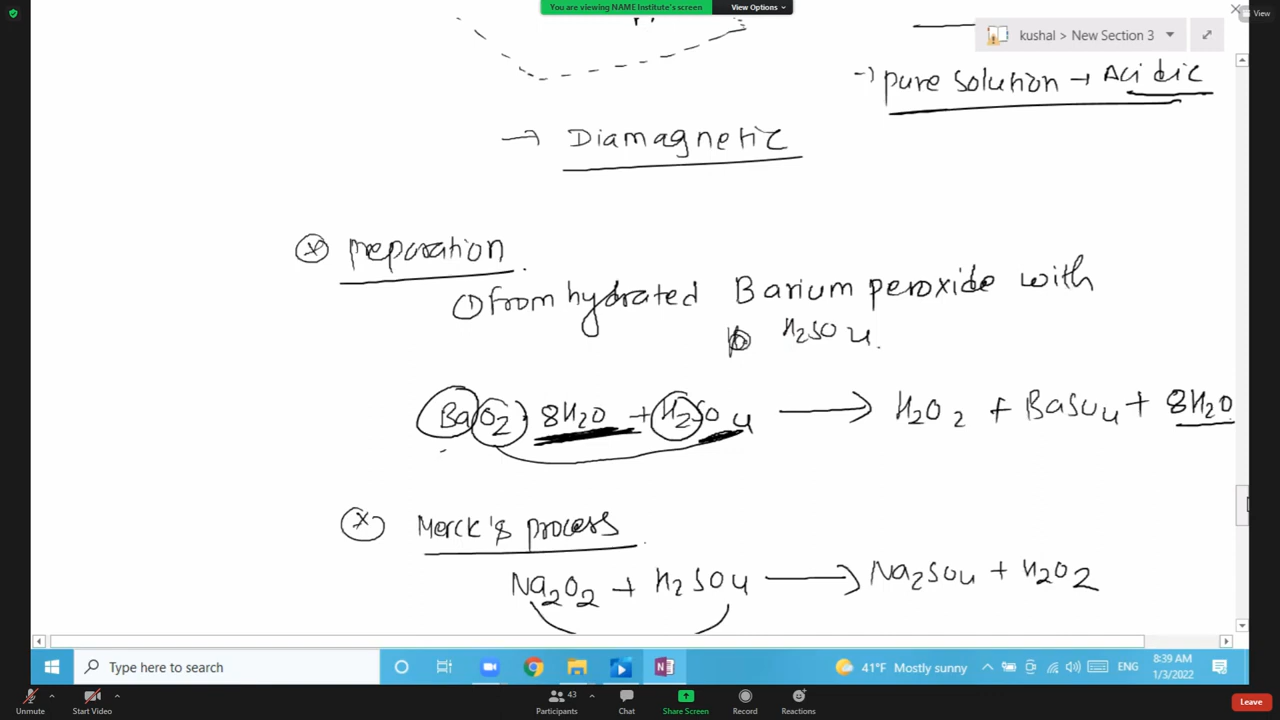 You are viewing NAME Institute's screen View Options
View
kushal > New Section 3
→ pure solution → Acidic
→ Diamagnetic
* preparation
① From hydrated Barium peroxide with
H2SO4.
BaO2 8H2O + H2SO4 → H2O2 + BaSO4 + 8H2O
* Merck's process
Na2O2 + H2SO4 → Na2SO4 + H2O2
Type here to search
41°F Mostly sunny
ENG
8:39 AM
1/3/2022
Unmute
Start Video
43
Participants
Chat
Share Screen
Record
Reactions
Leave